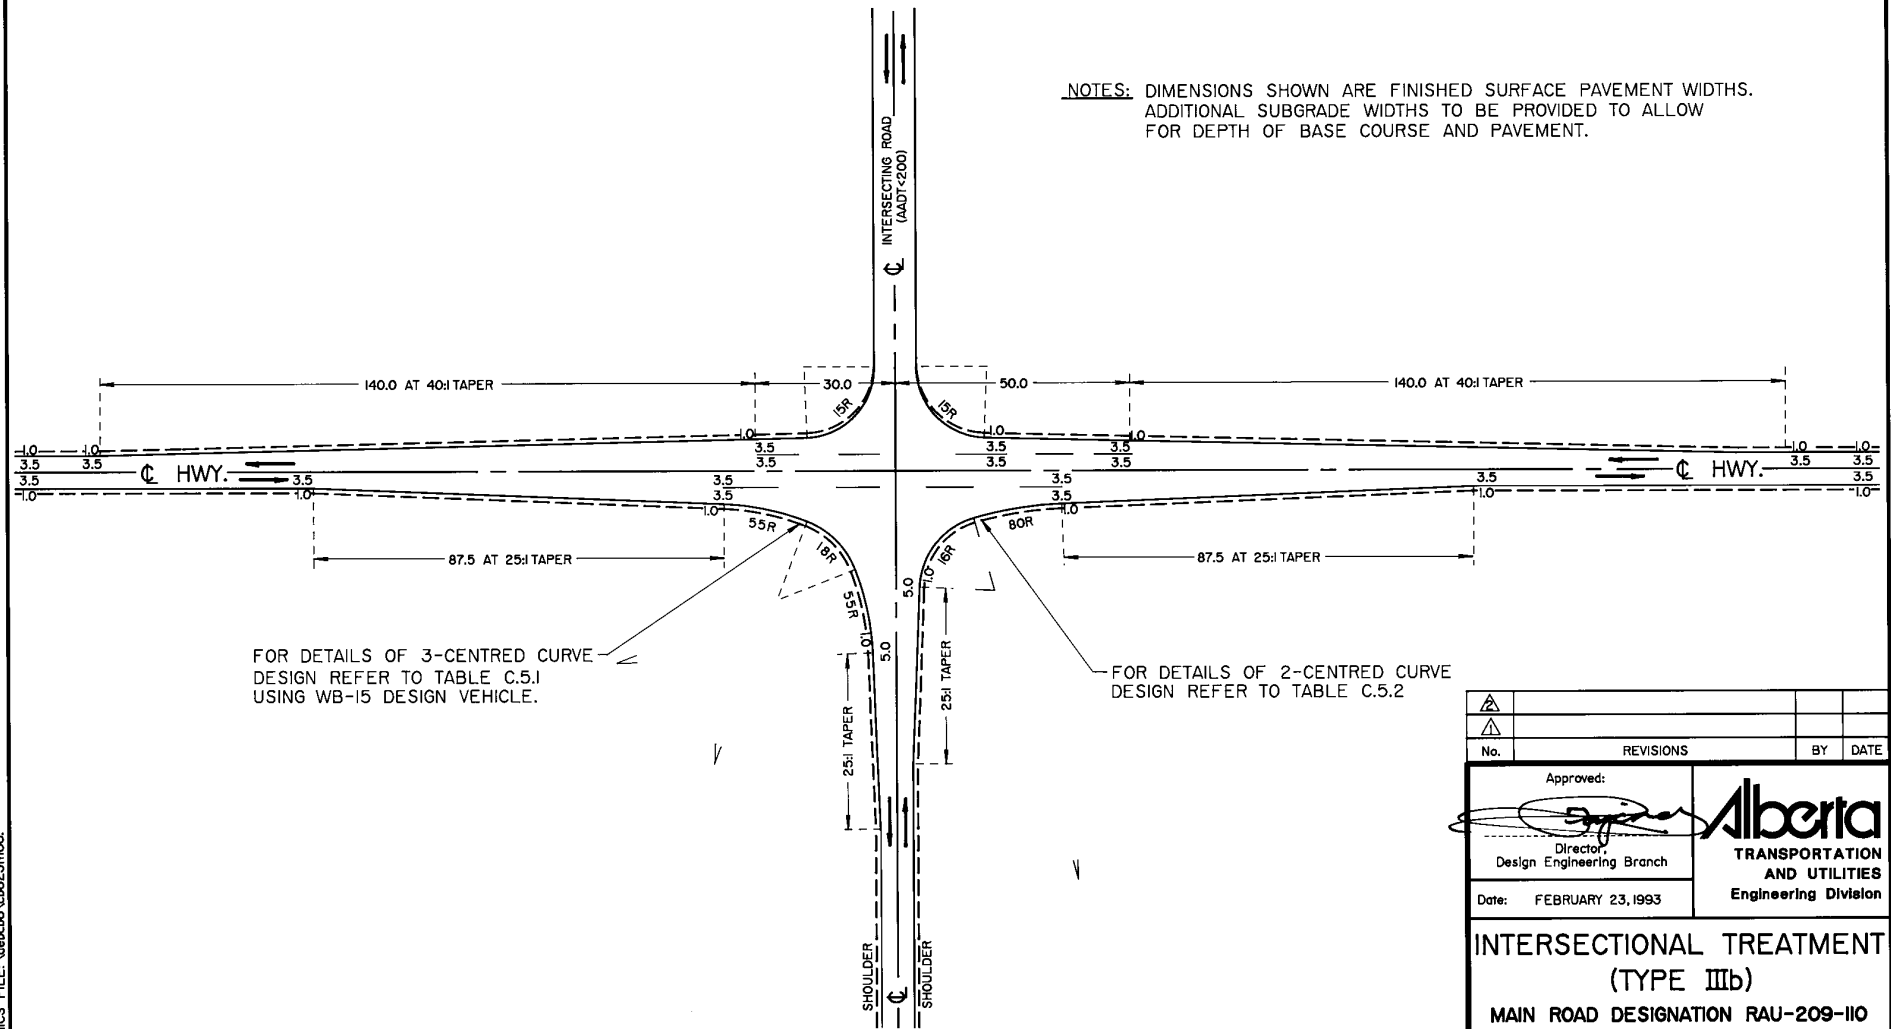 NOTES: DIMENSIONS SHOWN ARE FINISHED SURFACE PAVEMENT WIDTHS.
ADDITIONAL SUBGRADE WIDTHS TO BE PROVIDED TO ALLOW
FOR DEPTH OF BASE COURSE AND PAVEMENT.
INTERSECTING ROAD
(AADT<200)
℄
140.0 AT 40:1 TAPER
30.0
50.0
140.0 AT 40:1 TAPER
15R
15R
1.0
1.0
1.0
1.0
1.0
1.0
1.0
3.5
3.5
3.5
3.5
3.5
3.5
3.5
3.5
3.5
3.5
℄ HWY.
℄ HWY.
3.5
3.5
3.5
3.5
3.5
3.5
3.5
3.5
1.0
1.0
1.0
1.0
1.0
1.0
55R
18R
55R
80R
16R
87.5 AT 25:1 TAPER
87.5 AT 25:1 TAPER
1.0
5.0
1.0
5.0
25:1 TAPER
25:1 TAPER
FOR DETAILS OF 3-CENTRED CURVE
DESIGN REFER TO TABLE C.5.1
USING WB-15 DESIGN VEHICLE.
FOR DETAILS OF 2-CENTRED CURVE
DESIGN REFER TO TABLE C.5.2
SHOULDER
℄
SHOULDER
2
1
No. REVISIONS BY DATE
Approved:
Director,
Design Engineering Branch
Date: FEBRUARY 23, 1993
Alberta
TRANSPORTATION
AND UTILITIES
Engineering Division
INTERSECTIONAL TREATMENT
(TYPE IIIb)
MAIN ROAD DESIGNATION RAU-209-110